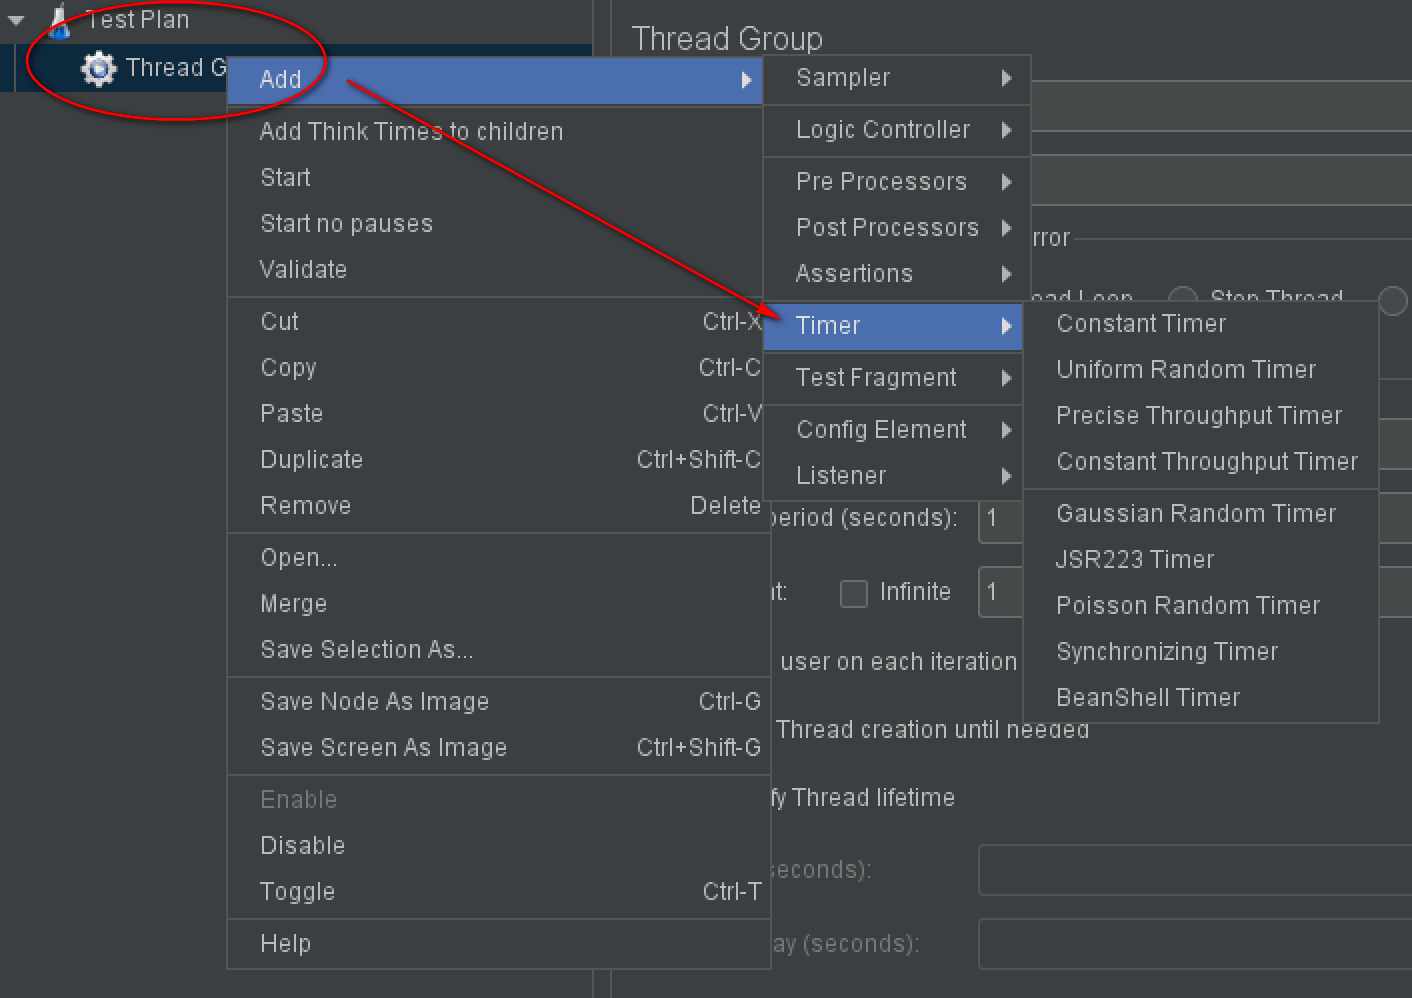 Test Plan
Thread G
Add
Add Think Times to children
Start
Start no pauses
Validate
Cut Ctrl-X
Copy Ctrl-C
Paste Ctrl-V
Duplicate Ctrl+Shift-C
Remove Delete
Open...
Merge
Save Selection As...
Save Node As Image Ctrl-G
Save Screen As Image Ctrl+Shift-G
Enable
Disable
Toggle Ctrl-T
Help
Sampler
Logic Controller
Pre Processors
Post Processors
Assertions
Timer
Test Fragment
Config Element
Listener
Constant Timer
Uniform Random Timer
Precise Throughput Timer
Constant Throughput Timer
Gaussian Random Timer
JSR223 Timer
Poisson Random Timer
Synchronizing Timer
BeanShell Timer
Thread Group
rror
ead Loop Stop Thread
period (seconds): 1
t: Infinite 1
user on each iteration
Thread creation until needed
fy Thread lifetime
seconds):
ay (seconds):